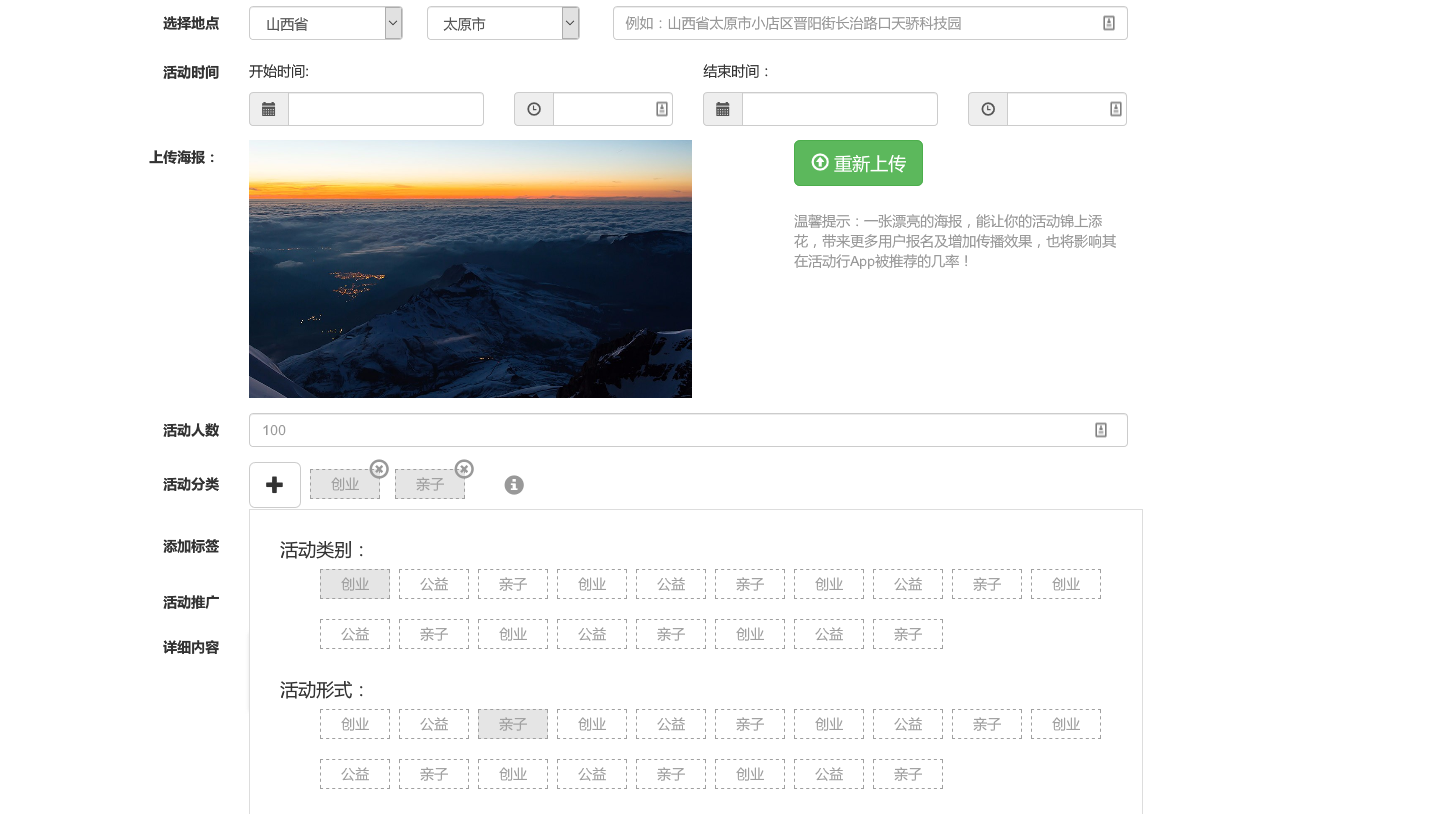 选择地点 山西省 太原市 例如：山西省太原市小店区晋阳街长治路口天骄科技园
活动时间 开始时间: 结束时间：
上传海报： 重新上传
温馨提示：一张漂亮的海报，能让你的活动锦上添
花，带来更多用户报名及增加传播效果，也将影响其
在活动行App被推荐的几率！
活动人数 100
活动分类 创业 亲子
添加标签
活动推广
详细内容
活动类别：
创业 公益 亲子 创业 公益 亲子 创业 公益 亲子 创业
公益 亲子 创业 公益 亲子 创业 公益 亲子
活动形式：
创业 公益 亲子 创业 公益 亲子 创业 公益 亲子 创业
公益 亲子 创业 公益 亲子 创业 公益 亲子